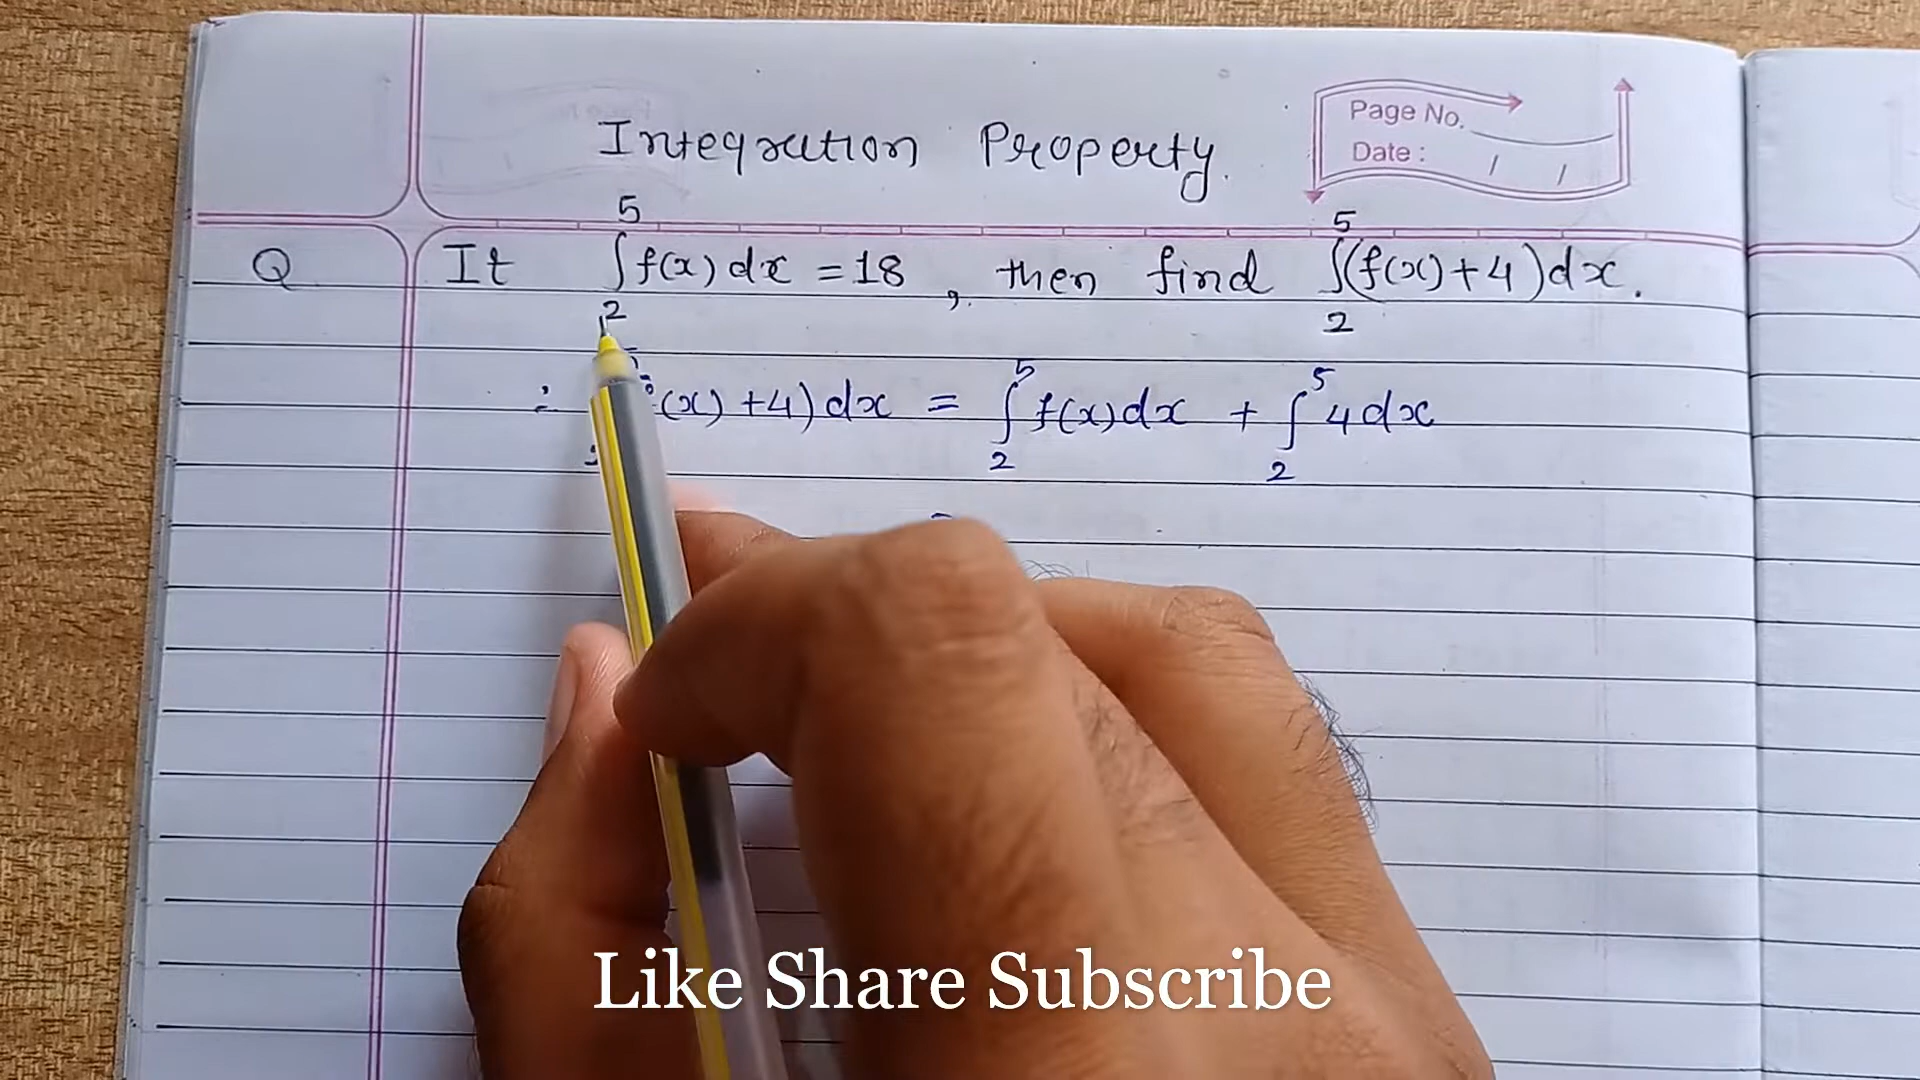 Integration Property.
Page No.
Date : / /
Q If ∫₂⁵ f(x) dx = 18 , then find ∫₂⁵ (f(x) + 4) dx.
∴ (x) + 4) dx = ∫₂⁵ f(x) dx + ∫₂⁵ 4 dx
Like Share Subscribe